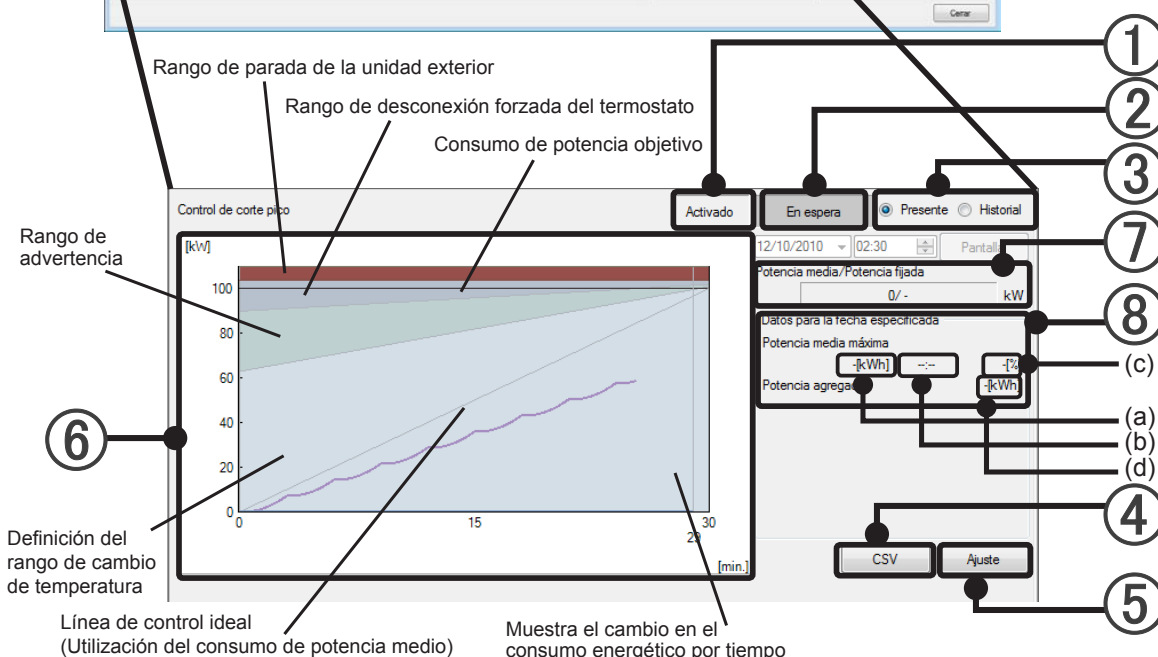 Cerrar
①
Rango de parada de la unidad exterior
②
Rango de desconexión forzada del termostato
Consumo de potencia objetivo
③
Control de corte pico
Activado
En espera
Presente
Historial
Rango de
advertencia
[kW]
12/10/2010
02:30
⑦
Potencia media/Potencia fijada
0/ -
kW
100
80
60
40
20
0
0
15
30
29
[min.]
⑧
Datos para la fecha especificada
Potencia media máxima
-[kWh]
--:--
-[%
(c)
Potencia agrega
-[kWh]
(a)
(b)
(d)
⑥
④
CSV
Ajuste
⑤
Definición del
rango de cambio
de temperatura
Línea de control ideal
(Utilización del consumo de potencia medio)
Muestra el cambio en el
consumo energético por tiempo